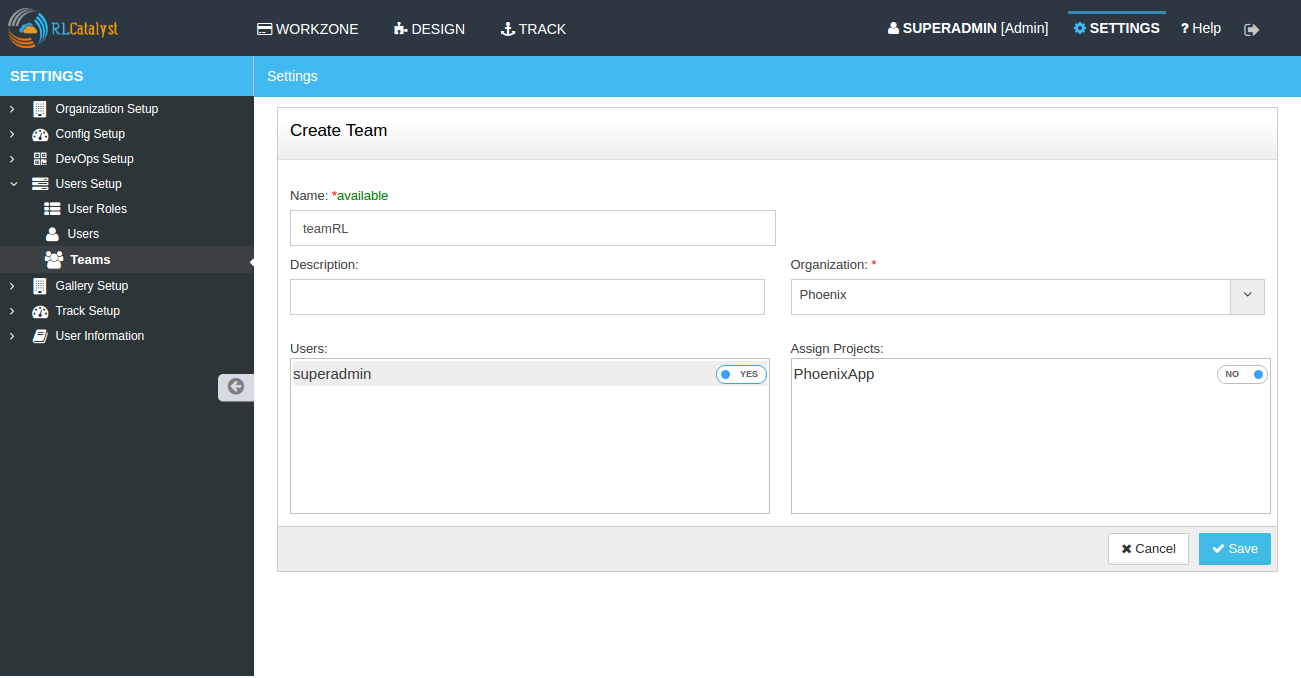 RLCatalyst WORKZONE DESIGN TRACK SUPERADMIN [Admin] SETTINGS ? Help
SETTINGS
Settings
Organization Setup
Config Setup
DevOps Setup
Users Setup
User Roles
Users
Teams
Gallery Setup
Track Setup
User Information
Create Team
Name: *available
teamRL
Description:
Organization: *
Phoenix
Users:
superadmin YES
Assign Projects:
PhoenixApp NO
Cancel Save